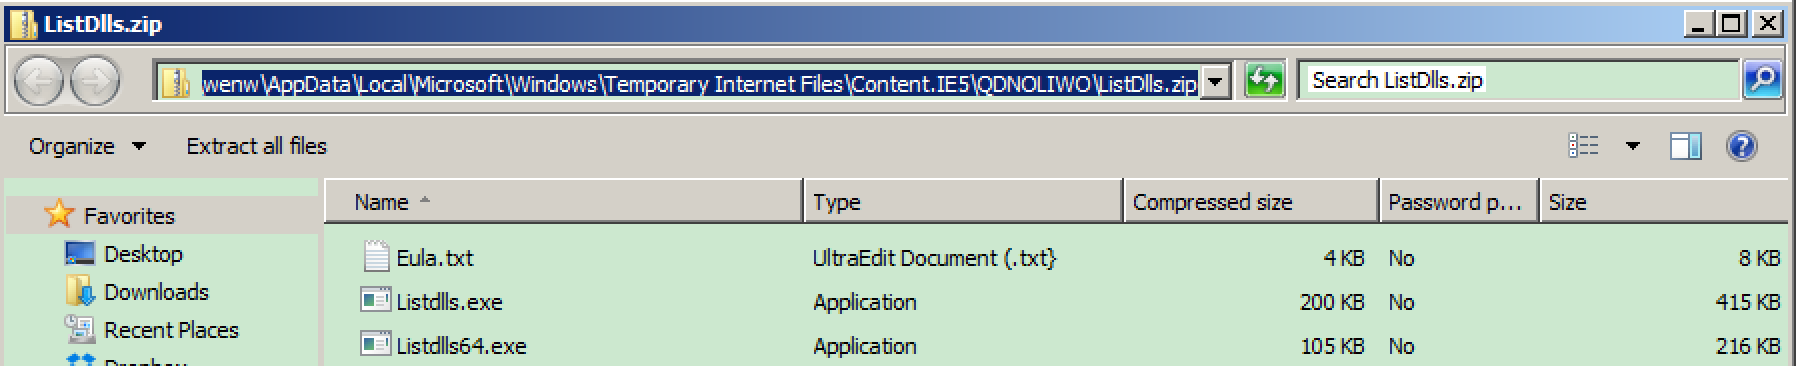 ListDlls.zip
wenw\AppData\Local\Microsoft\Windows\Temporary Internet Files\Content.IE5\QDNOLIWO\ListDlls.zip
Search ListDlls.zip
Organize Extract all files
Name Type Compressed size Password p... Size
Favorites
Desktop
Downloads
Recent Places
Dropbox
Eula.txt UltraEdit Document (.txt} 4 KB No 8 KB
Listdlls.exe Application 200 KB No 415 KB
Listdlls64.exe Application 105 KB No 216 KB